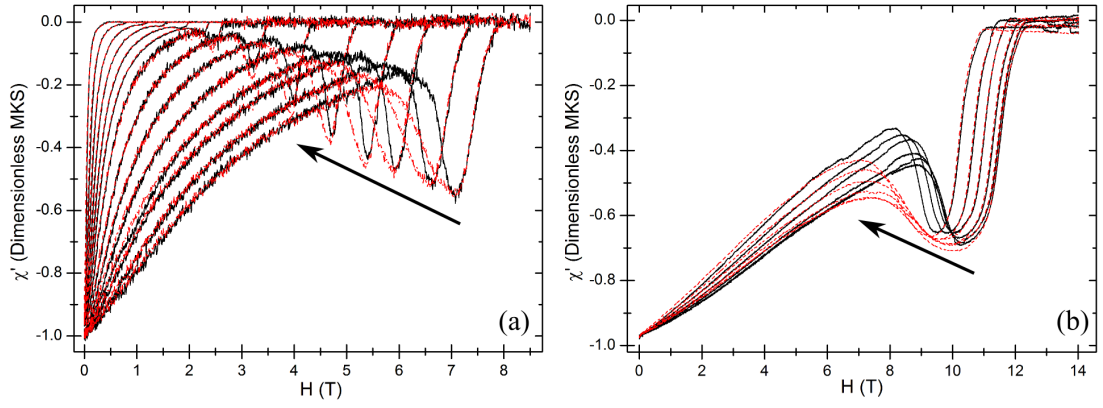 χ' (Dimensionless MKS)
0.0
-0.2
-0.4
-0.6
-0.8
-1.0
0 1 2 3 4 5 6 7 8
H (T)
(a)
χ' (Dimensionless MKS)
0.0
-0.2
-0.4
-0.6
-0.8
-1.0
0 2 4 6 8 10 12 14
H (T)
(b)